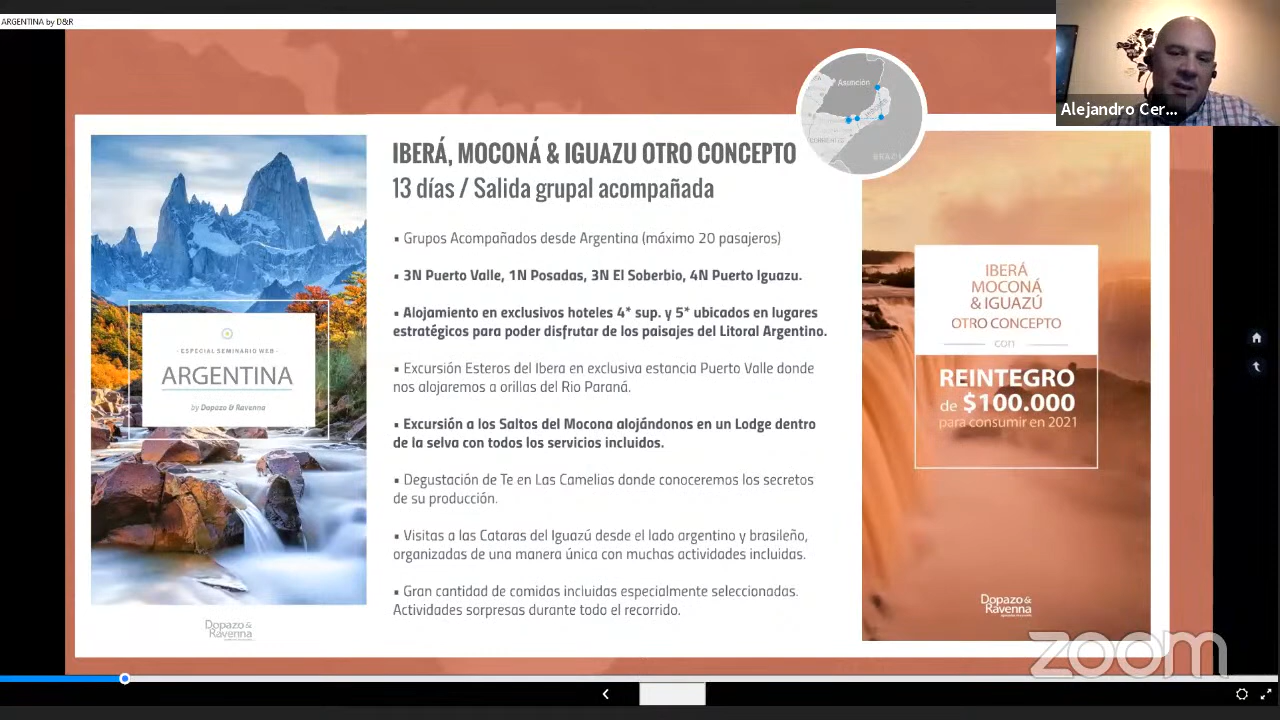 ARGENTINA by D&R
Alejandro Cer...
Asunción
BRAZIL
IBERÁ, MOCONÁ & IGUAZU OTRO CONCEPTO
13 días / Salida grupal acompañada
▪ Grupos Acompañados desde Argentina (máximo 20 pasajeros)
▪ 3N Puerto Valle, 1N Posadas, 3N El Soberbio, 4N Puerto Iguazu.
▪ Alojamiento en exclusivos hoteles 4* sup. y 5* ubicados en lugares
estratégicos para poder disfrutar de los paisajes del Litoral Argentino.
▪ Excursión Esteros del Ibera en exclusiva estancia Puerto Valle donde
nos alojaremos a orillas del Rio Paraná.
▪ Excursión a los Saltos del Mocona alojándonos en un Lodge dentro
de la selva con todos los servicios incluidos.
▪ Degustación de Te en Las Camelias donde conoceremos los secretos
de su producción.
▪ Visitas a las Cataras del Iguazú desde el lado argentino y brasileño,
organizadas de una manera única con muchas actividades incluidas.
▪ Gran cantidad de comidas incluidas especialmente seleccionadas.
Actividades sorpresas durante todo el recorrido.
- ESPECIAL SEMINARIO WEB -
ARGENTINA
by Dopazo & Ravenna
Dopazo &
Ravenna
IBERÁ
MOCONÁ
& IGUAZÚ
OTRO CONCEPTO
con
REINTEGRO
de $100.000
para consumir en 2021
Dopazo &
Ravenna
zoom